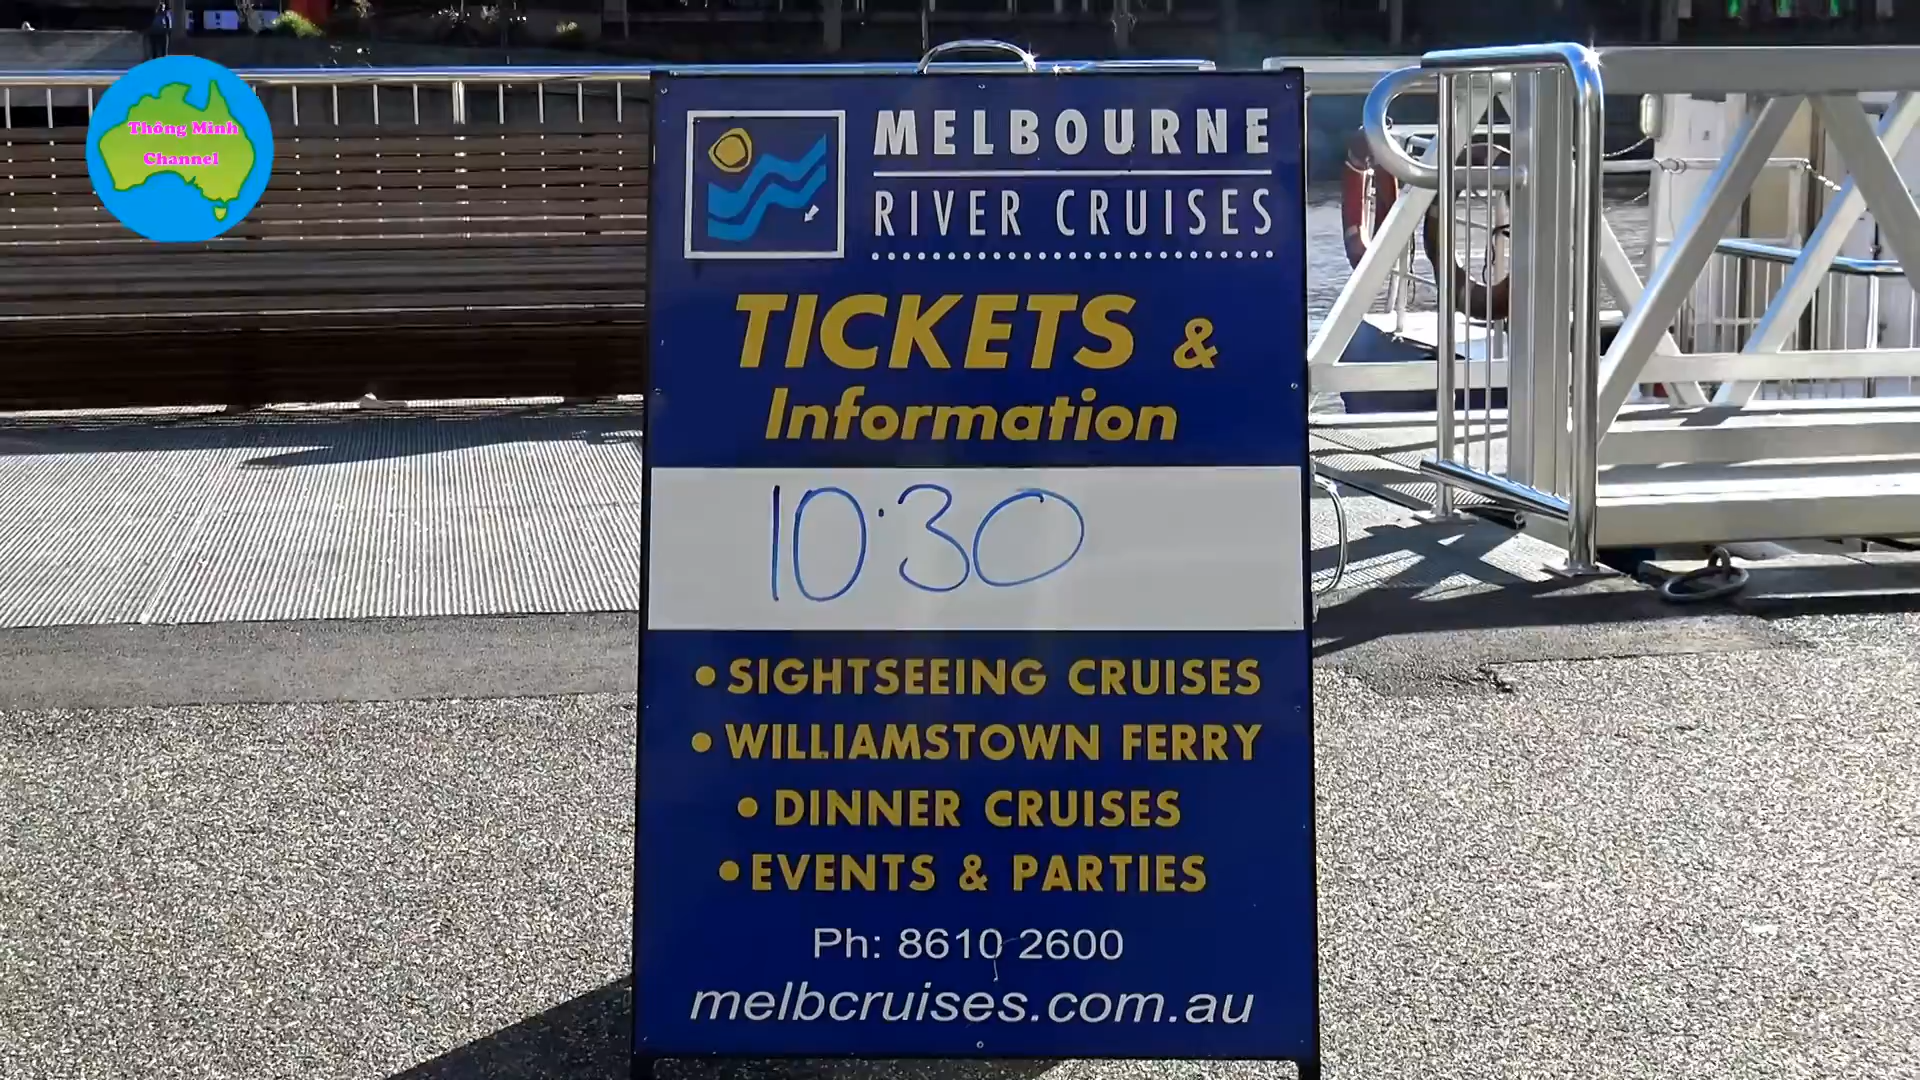 Thông Minh
Channel
MELBOURNE
RIVER CRUISES
TICKETS &
Information
10:30
• SIGHTSEEING CRUISES
• WILLIAMSTOWN FERRY
• DINNER CRUISES
• EVENTS & PARTIES
Ph: 8610 2600
melbcruises.com.au